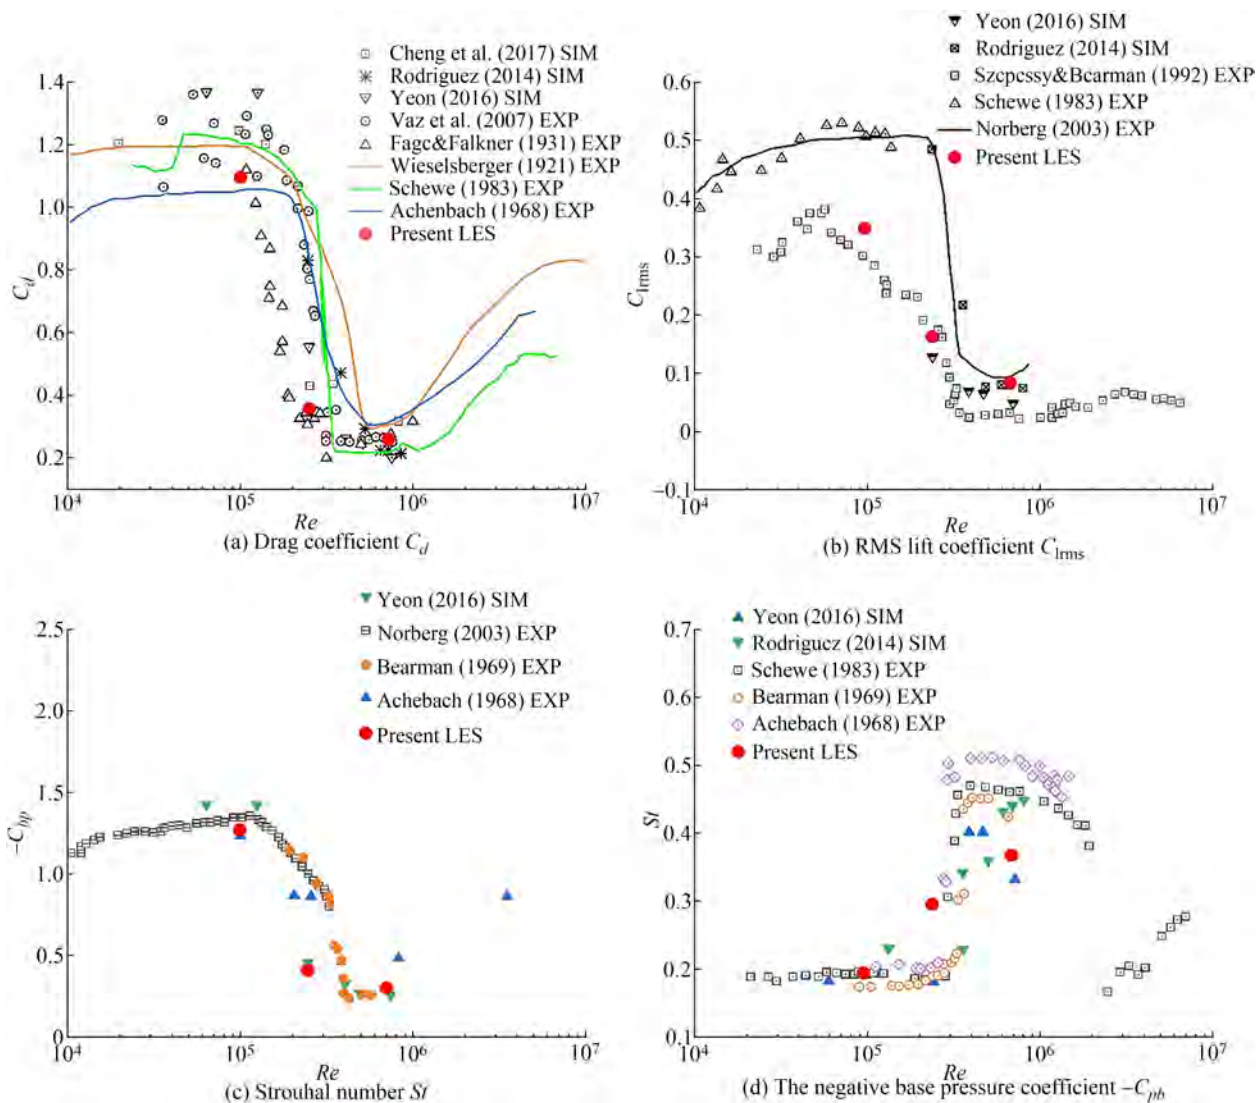 Cheng et al. (2017) SIM
Rodriguez (2014) SIM
Yeon (2016) SIM
Vaz et al. (2007) EXP
Fagc&Falkner (1931) EXP
Wieselsberger (1921) EXP
Schewe (1983) EXP
Achenbach (1968) EXP
Present LES
1.4
1.2
1.0
0.8
0.6
0.4
0.2
C_d
10^4
10^5
10^6
10^7
Re
(a) Drag coefficient C_d
Yeon (2016) SIM
Rodriguez (2014) SIM
Szcpcssy&Bcarman (1992) EXP
Schewe (1983) EXP
Norberg (2003) EXP
Present LES
0.6
0.5
0.4
0.3
0.2
0.1
0
−0.1
C_lrms
10^4
10^5
10^6
10^7
Re
(b) RMS lift coefficient C_lrms
Yeon (2016) SIM
Norberg (2003) EXP
Bearman (1969) EXP
Achebach (1968) EXP
Present LES
2.5
2.0
1.5
1.0
0.5
0
−C_bp
10^4
10^5
10^6
10^7
Re
(c) Strouhal number St
Yeon (2016) SIM
Rodrigucz (2014) SIM
Schewe (1983) EXP
Bearman (1969) EXP
Achebach (1968) EXP
Present LES
0.7
0.6
0.5
0.4
0.3
0.2
0.1
St
10^4
10^5
10^6
10^7
Re
(d) The negative base pressure coefficient −C_pb